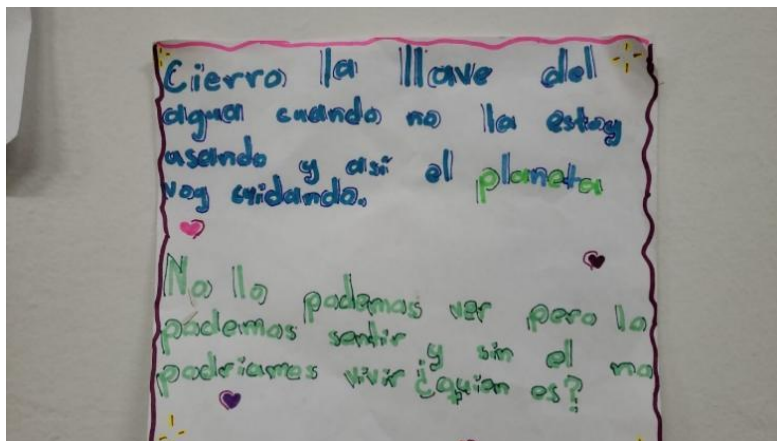 Cierro la llave del
agua cuando no la estoy
usando y así el planeta
voy cuidando.
No lo podemos ver pero lo
podemos sentir y sin el no
podriamos vivir ¿quien es?